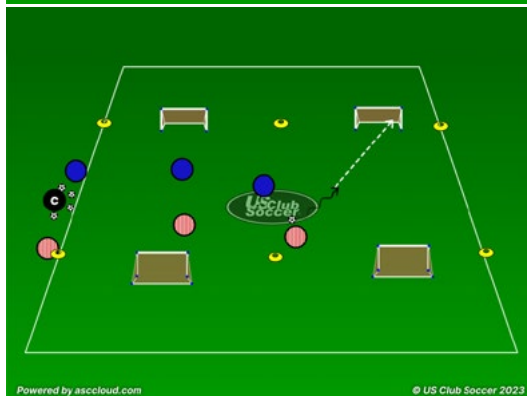 C
US Club
Soccer
Powered by asccloud.com
© US Club Soccer 2023